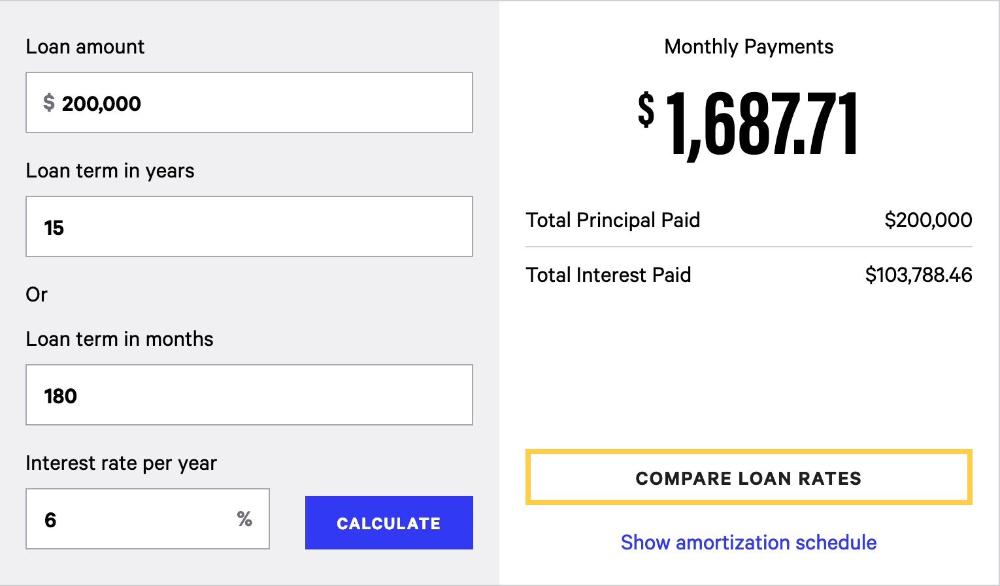 Loan amount
$ 200,000
Loan term in years
15
Or
Loan term in months
180
Interest rate per year
6 %
CALCULATE
Monthly Payments
$ 1,687.71
Total Principal Paid $200,000
Total Interest Paid $103,788.46
COMPARE LOAN RATES
Show amortization schedule